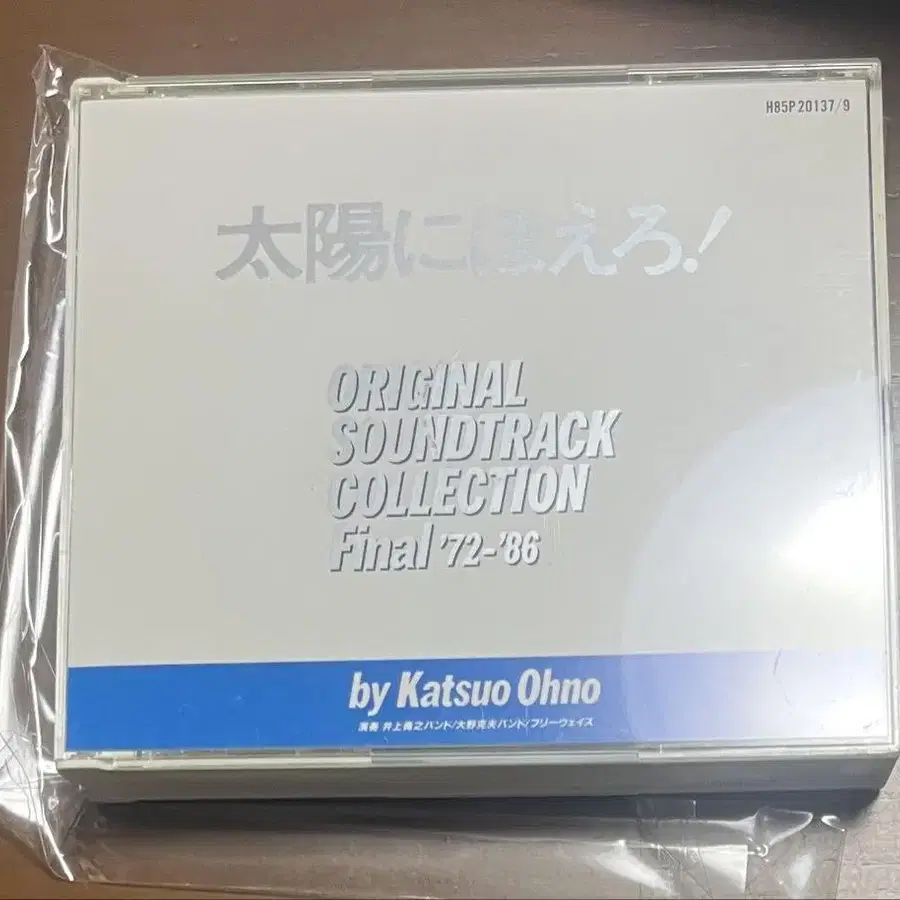 H85P 20137/9
太陽にほえろ!
ORIGINAL
SOUNDTRACK
COLLECTION
Final '72-'86
by Katsuo Ohno
演奏 井上堯之バンド/大野克夫バンド/フリーウェイズ